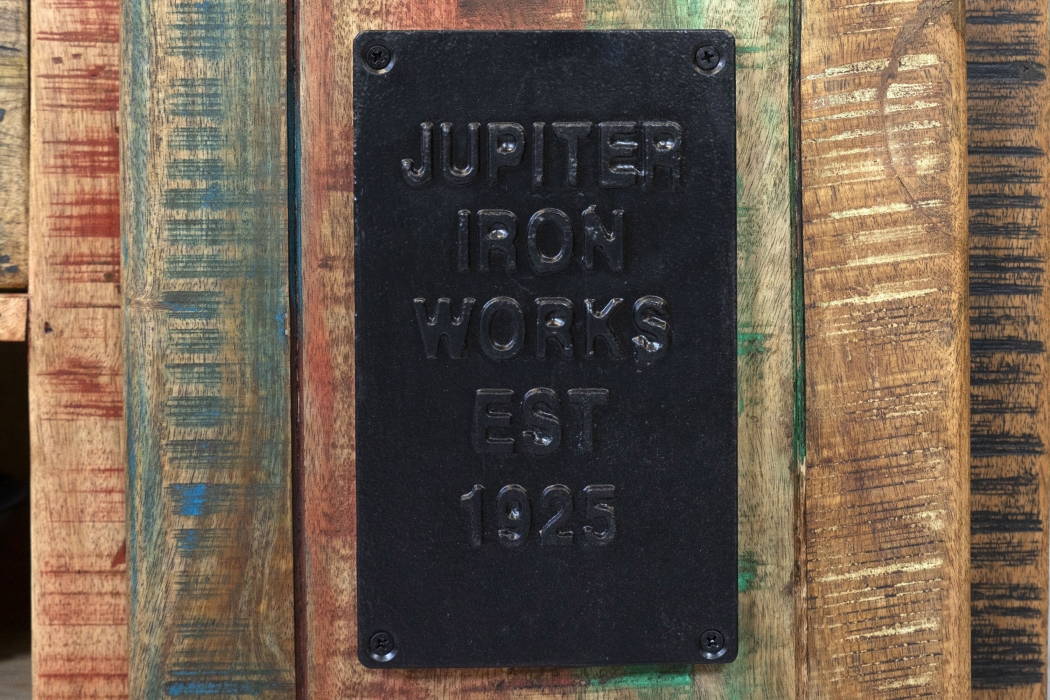 JUPITER
IRON
WORKS
EST
1925